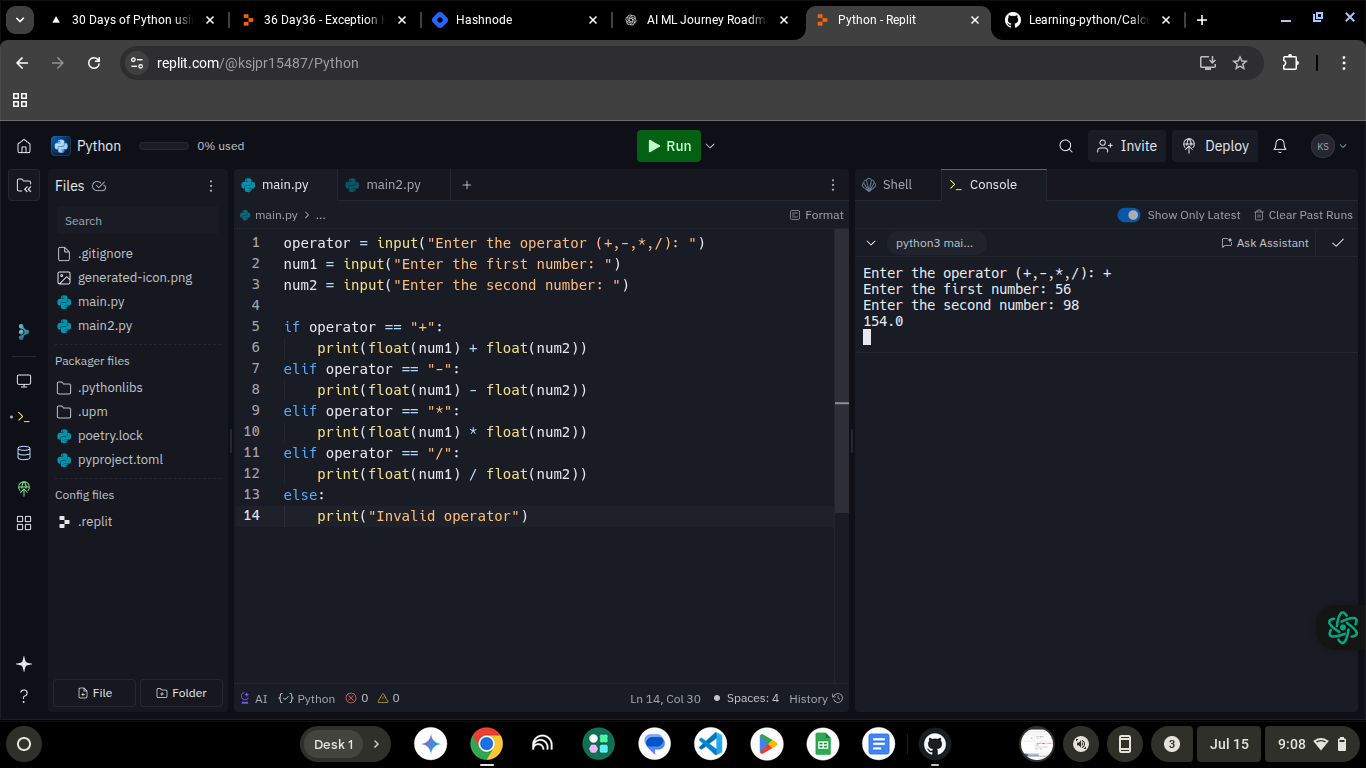 30 Days of Python usi
36 Day36 - Exception
Hashnode
AI ML Journey Roadm
Python - Replit
Learning-python/Calc
replit.com/@ksjpr15487/Python
Python
0% used
Run
Invite
Deploy
KS
Files
Search
.gitignore
generated-icon.png
main.py
main2.py
Packager files
.pythonlibs
.upm
poetry.lock
pyproject.toml
Config files
.replit
File
Folder
main.py
main2.py
main.py > ...
Format
1 operator = input("Enter the operator (+,-,*,/): ")
2 num1 = input("Enter the first number: ")
3 num2 = input("Enter the second number: ")
4
5 if operator == "+":
6 print(float(num1) + float(num2))
7 elif operator == "-":
8 print(float(num1) - float(num2))
9 elif operator == "*":
10 print(float(num1) * float(num2))
11 elif operator == "/":
12 print(float(num1) / float(num2))
13 else:
14 print("Invalid operator")
AI
Python
0
0
Ln 14, Col 30
Spaces: 4
History
Shell
Console
Show Only Latest
Clear Past Runs
python3 mai...
Ask Assistant
Enter the operator (+,-,*,/): +
Enter the first number: 56
Enter the second number: 98
154.0
Desk 1
3
Jul 15
9:08